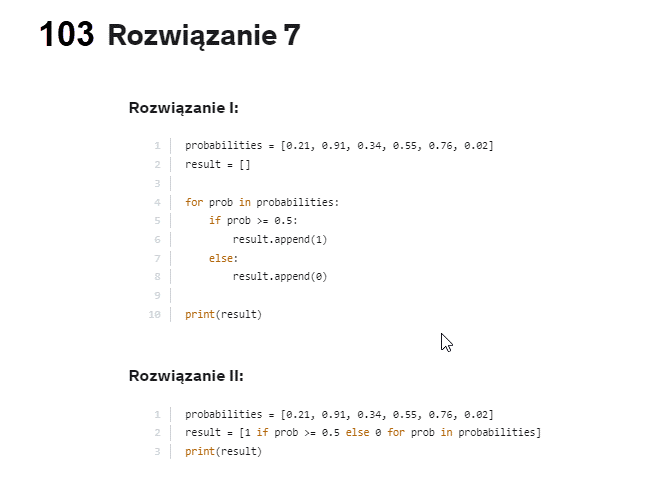 103 Rozwiązanie 7
Rozwiązanie I:
1 probabilities = [0.21, 0.91, 0.34, 0.55, 0.76, 0.02]
2 result = []
3
4 for prob in probabilities:
5     if prob >= 0.5:
6         result.append(1)
7     else:
8         result.append(0)
9
10 print(result)
Rozwiązanie II:
1 probabilities = [0.21, 0.91, 0.34, 0.55, 0.76, 0.02]
2 result = [1 if prob >= 0.5 else 0 for prob in probabilities]
3 print(result)